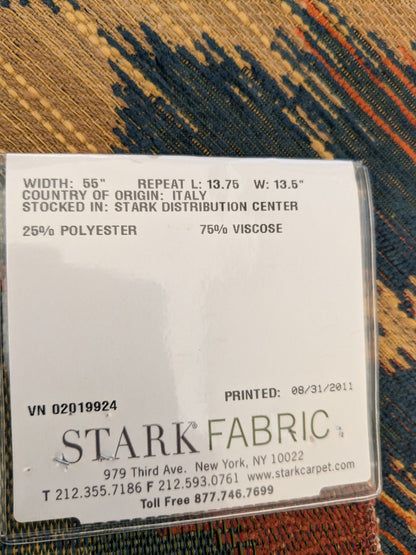 WIDTH: 55" REPEAT L: 13.75 W: 13.5"
COUNTRY OF ORIGIN: ITALY
STOCKED IN: STARK DISTRIBUTION CENTER
25% POLYESTER 75% VISCOSE
PRINTED: 08/31/2011
VN 02019924
STARK® FABRIC
979 Third Ave. New York, NY 10022
T 212.355.7186 F 212.593.0761 www.starkcarpet.com
Toll Free 877.746.7699